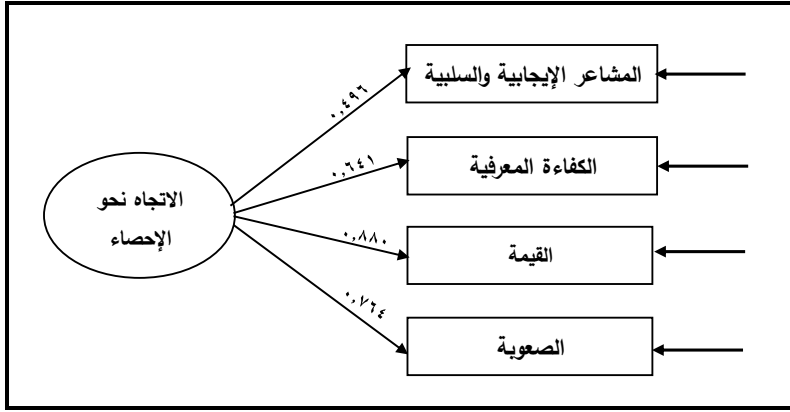 المشاعر الإيجابية والسلبية
٠,٤٩٦
الكفاءة المعرفية
٠,٦٤١
الاتجاه نحو
الإحصاء
القيمة
٠,٨٨٠
الصعوبة
٠,٧٦٤